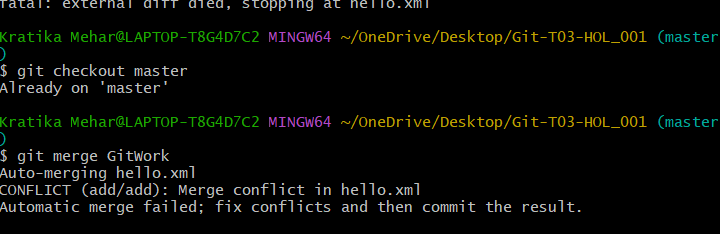 fatal: external diff died, stopping at hello.xml
Kratika Mehar@LAPTOP-T8G4D7C2 MINGW64 ~/OneDrive/Desktop/Git-T03-HOL_001 (master
)
$ git checkout master
Already on 'master'
Kratika Mehar@LAPTOP-T8G4D7C2 MINGW64 ~/OneDrive/Desktop/Git-T03-HOL_001 (master
)
$ git merge GitWork
Auto-merging hello.xml
CONFLICT (add/add): Merge conflict in hello.xml
Automatic merge failed; fix conflicts and then commit the result.